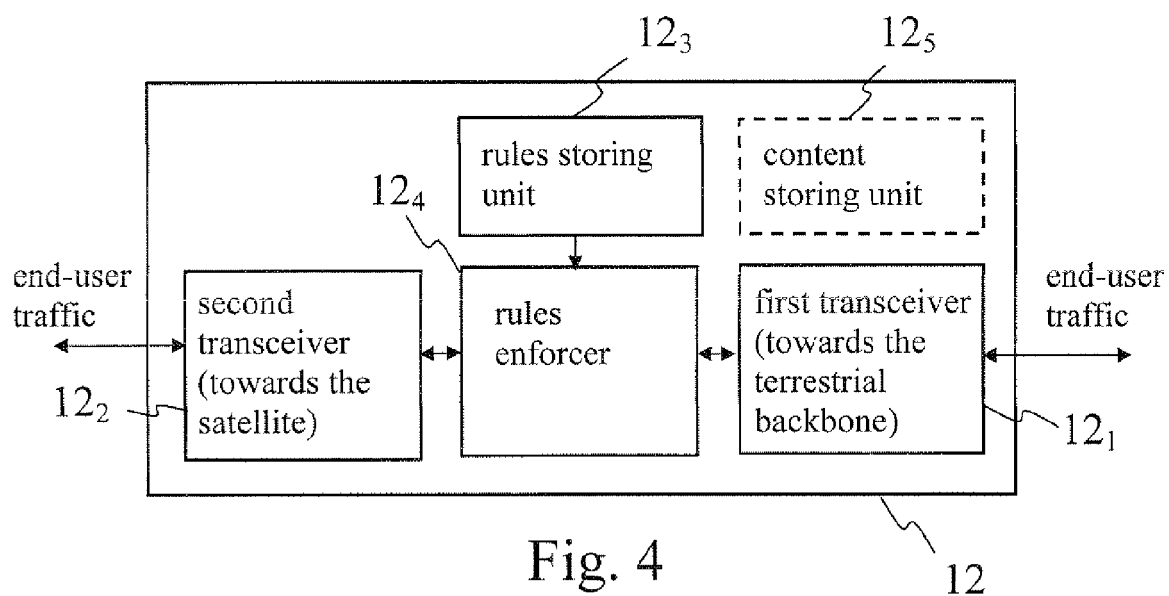 12₃
12₅
rules storing
unit
content
storing unit
12₄
end-user
traffic
second
transceiver
(towards the
satellite)
rules
enforcer
first transceiver
(towards the
terrestrial
backbone)
end-user
traffic
12₂
12₁
Fig. 4
12